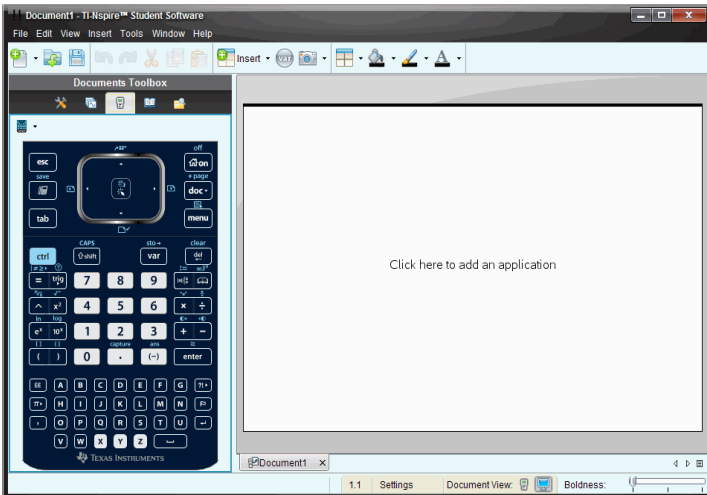 Document1 - TI-Nspire™ Student Software
File Edit View Insert Tools Window Help
Insert var A
Documents Toolbox
off
esc on
save + page
doc
tab menu
CAPS sto→ clear
ctrl shift var del
= trig 7 8 9
^ x² 4 5 6 × ÷
ln log
eˣ 10ˣ 1 2 3 + −
capture ans ≈
( ) 0 . (−) enter
EE A B C D E F G ?!▸
π▸ H I J K L M N
, O P Q R S T U
V W X Y Z
TEXAS INSTRUMENTS
Click here to add an application
Document1 X
1.1 Settings Document View: Boldness: